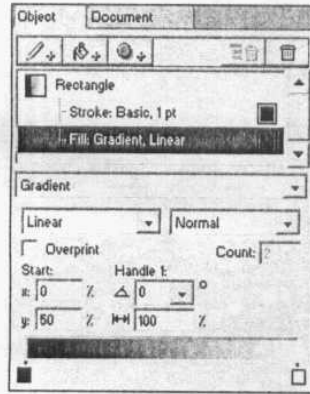 Object Document
Rectangle
Stroke: Basic, 1 pt
Fill: Gradient, Linear
Gradient
Linear Normal
Overprint Count: 2
Start: Handle 1:
x: 0 % 0 °
y: 50 % 100 %